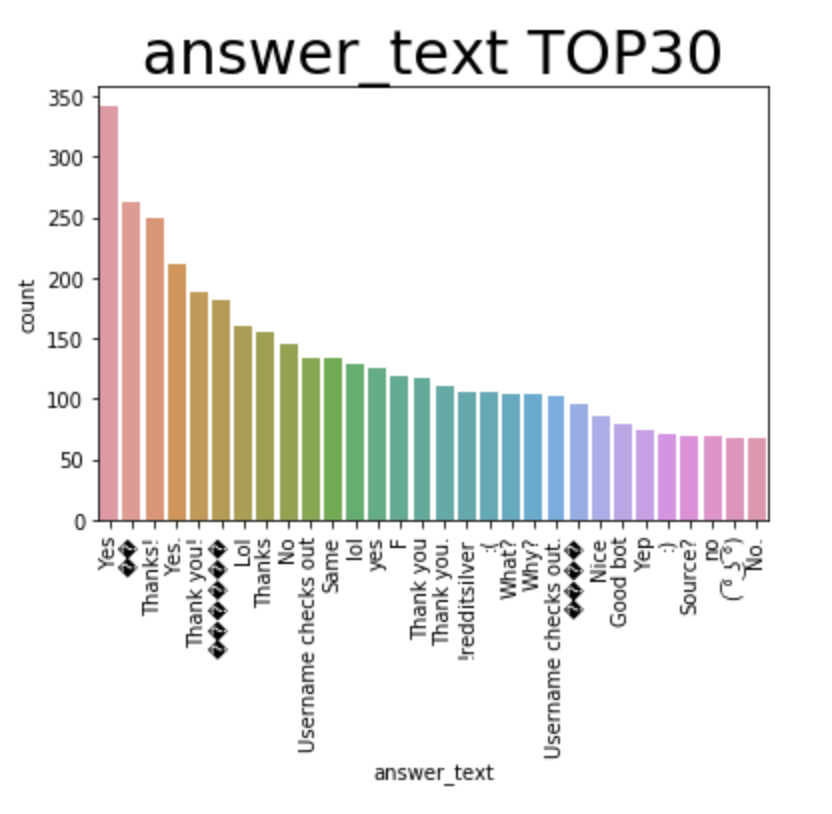 answer_text TOP30
350
300
250
200
150
100
50
0
count
Yes
��
Thanks!
Yes.
Thank you!
������
Lol
Thanks
No
Username checks out
Same
lol
yes
F
Thank you
Thank you.
!redditsilver
:(
What?
Why?
Username checks out.
����
Nice
Good bot
Yep
:)
Source?
no
( ͡° ͜ʖ ͡°)
No.
answer_text